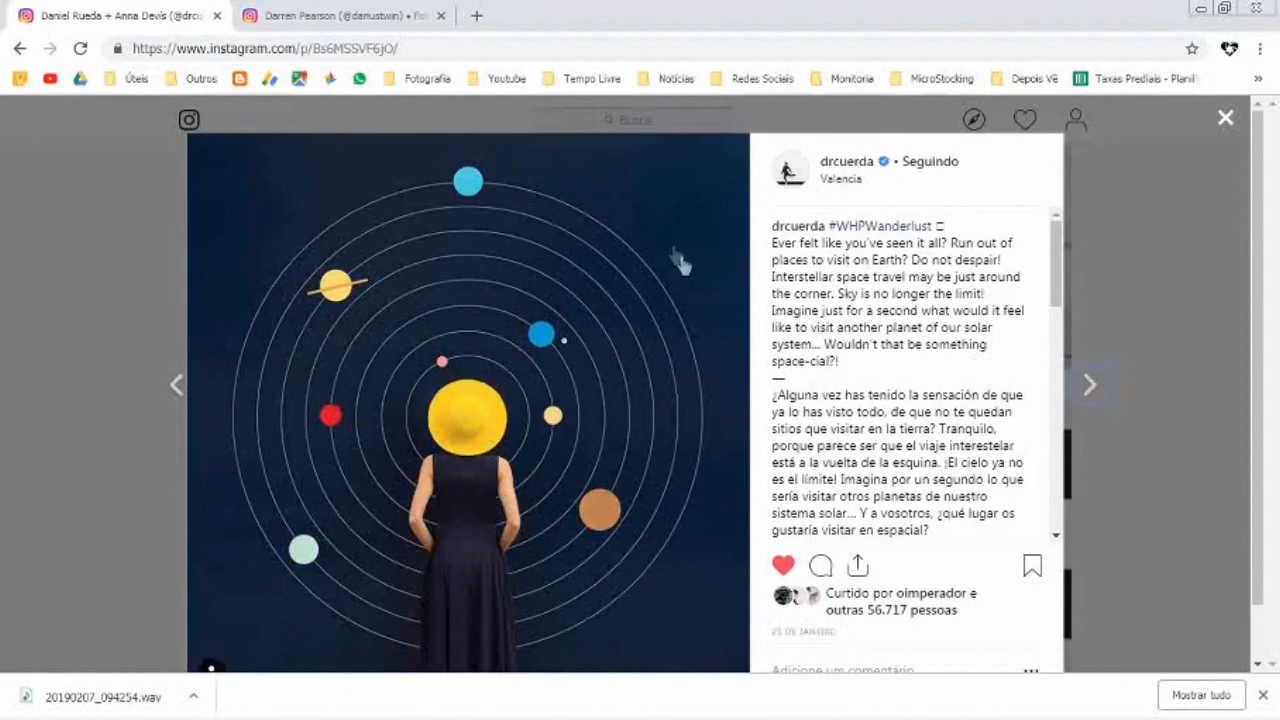 Daniel Rueda + Anna Devís (@drcu
Darren Pearson (@dariustwin) •
https://www.instagram.com/p/Bs6MSSVF6jO/
Úteis
Outros
Fotografia
Youtube
Tempo Livre
Notícias
Redes Sociais
Monitoria
MicroStocking
Depois Vê
Taxas Prediais - Planil
Buscar
drcuerda • Seguindo
Valencia
drcuerda #WHPWanderlust
Ever felt like you've seen it all? Run out of
places to visit on Earth? Do not despair!
Interstellar space travel may be just around
the corner. Sky is no longer the limit!
Imagine just for a second what would it feel
like to visit another planet of our solar
system... Wouldn't that be something
space-cial?!
—
¿Alguna vez has tenido la sensación de que
ya lo has visto todo, de que no te quedan
sitios que visitar en la tierra? Tranquilo,
porque parece ser que el viaje interestelar
está a la vuelta de la esquina. ¡El cielo ya no
es el límite! Imagina por un segundo lo que
sería visitar otros planetas de nuestro
sistema solar... Y a vosotros, ¿qué lugar os
gustaría visitar en espacial?
Curtido por oimperador e
outras 56.717 pessoas
21 DE JANEIRO
Adicione um comentário
20190207_094254.wav
Mostrar tudo